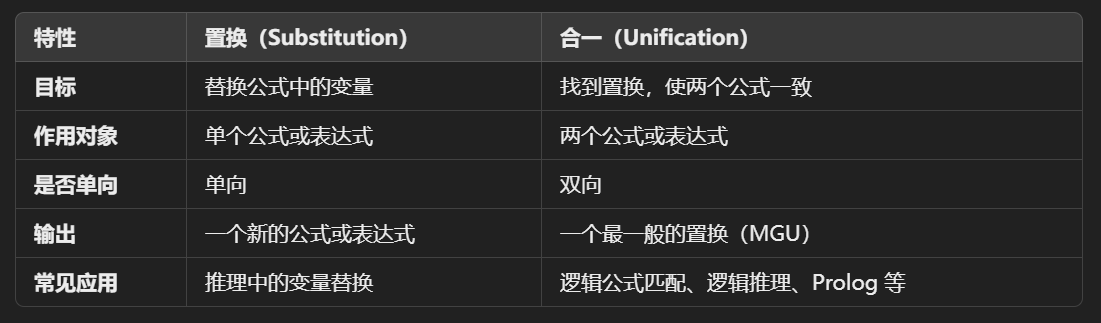 特性 置换（Substitution） 合一（Unification）
目标 替换公式中的变量 找到置换，使两个公式一致
作用对象 单个公式或表达式 两个公式或表达式
是否单向 单向 双向
输出 一个新的公式或表达式 一个最一般的置换（MGU）
常见应用 推理中的变量替换 逻辑公式匹配、逻辑推理、Prolog 等